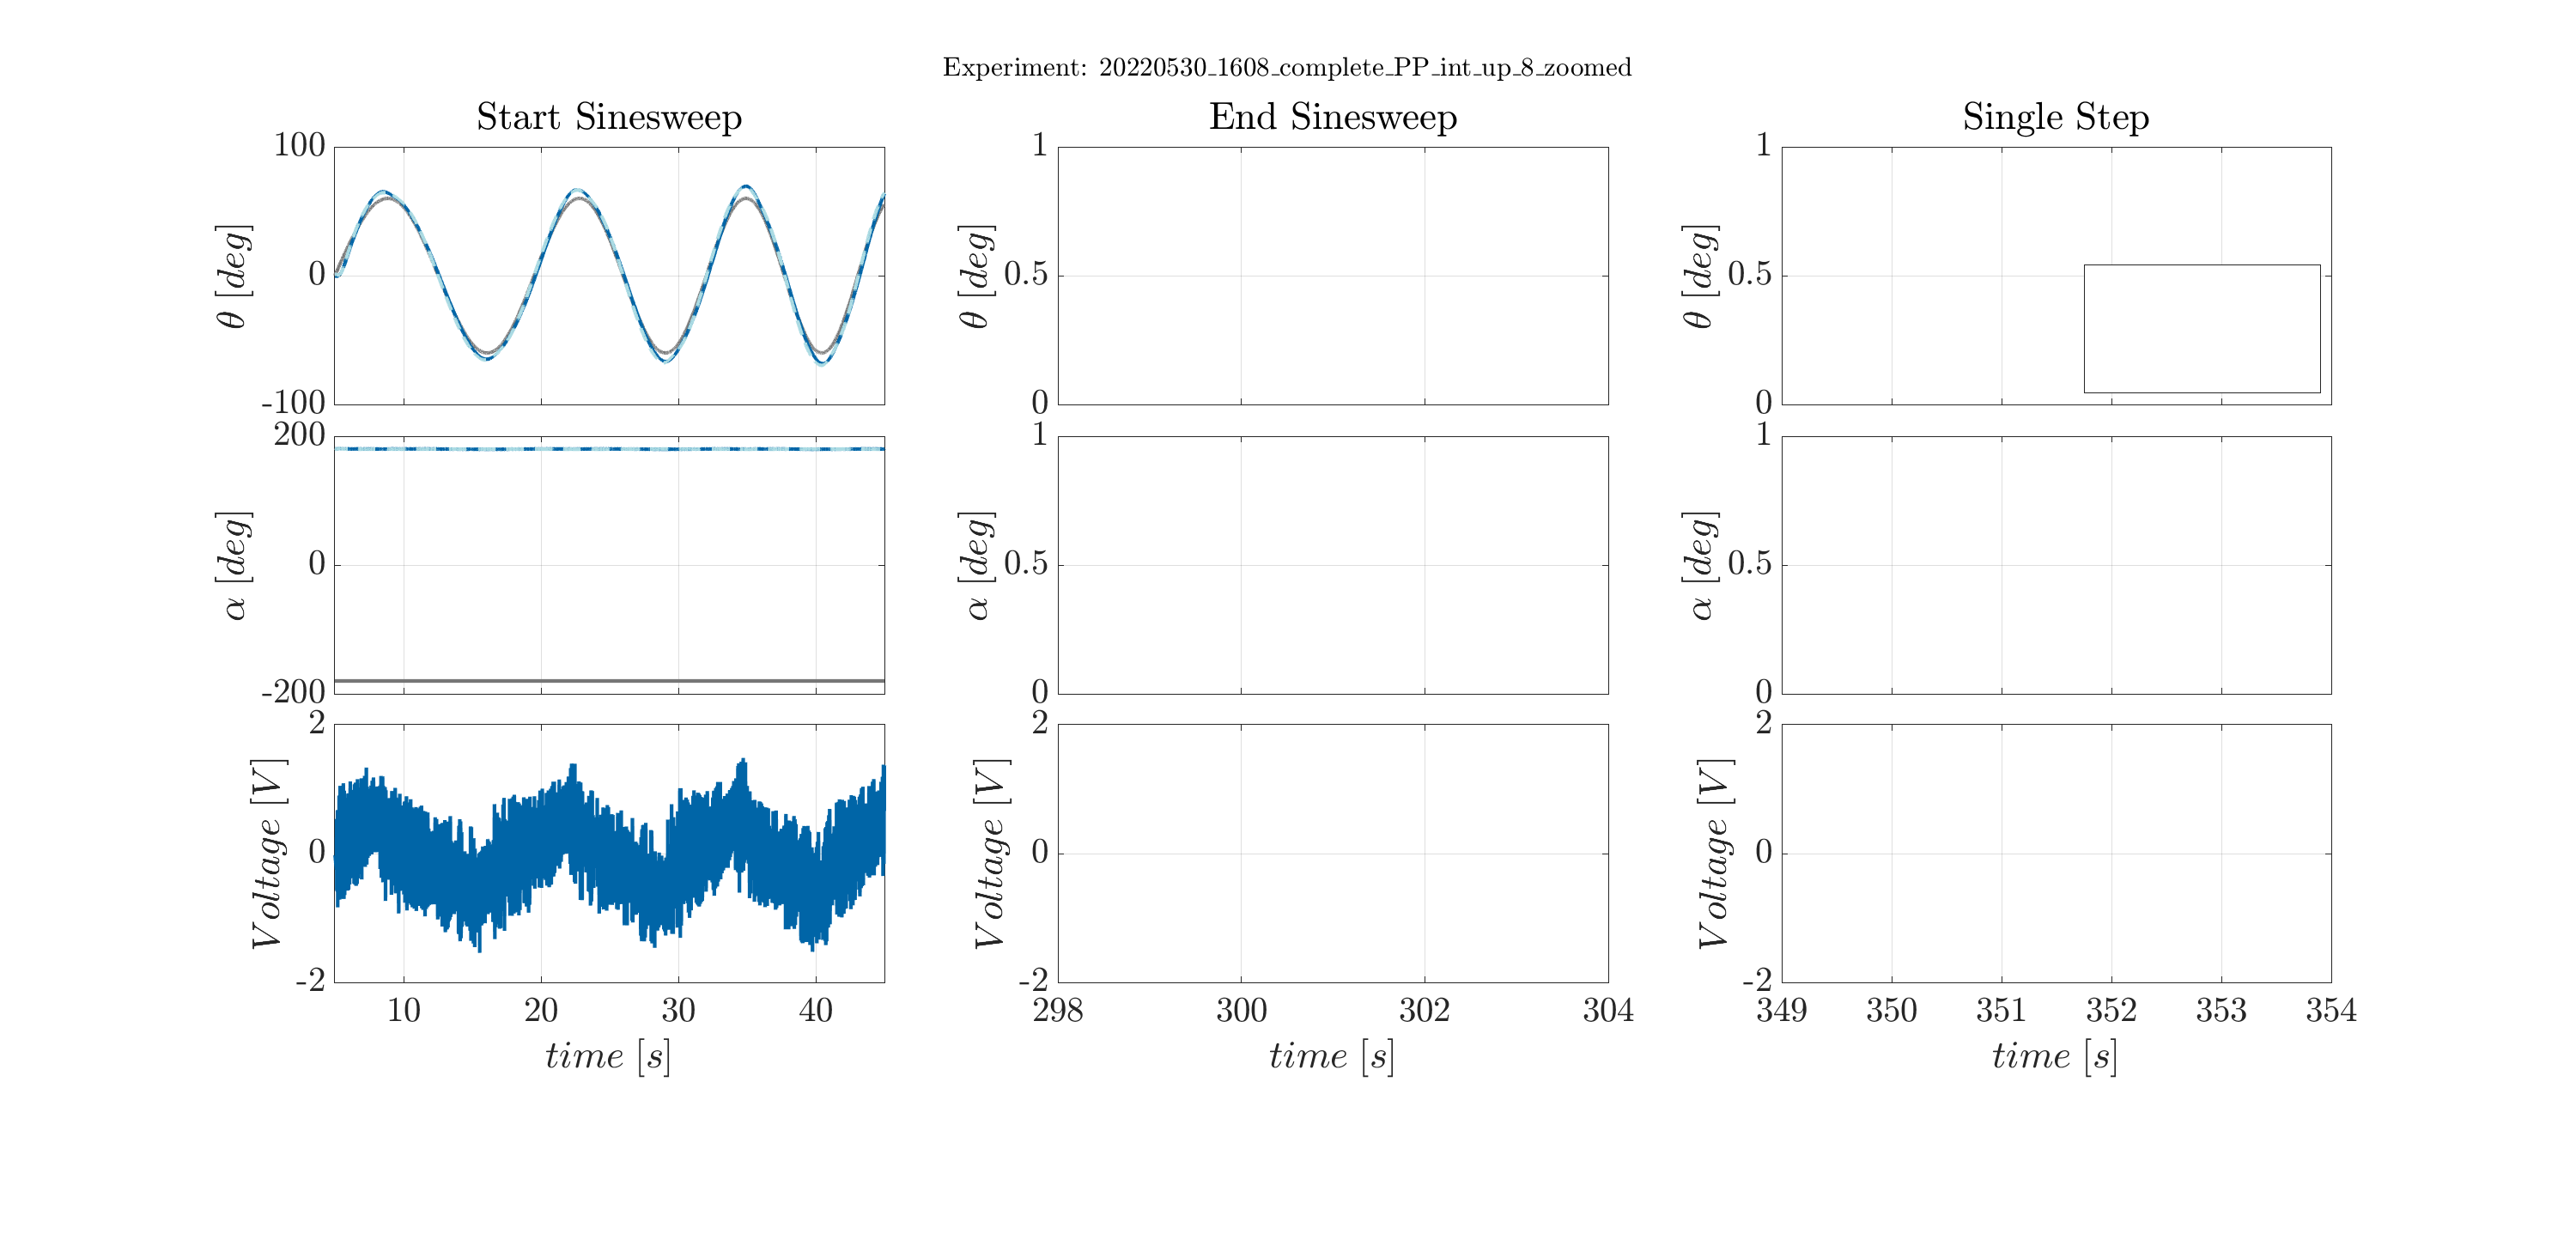 Experiment: 20220530_1608_complete_PP_int_up_8_zoomed
Start Sinesweep
100
0
-100
θ [deg]
200
0
-200
α [deg]
2
0
-2
Voltage [V]
10 20 30 40
time [s]
End Sinesweep
1
0.5
0
θ [deg]
1
0.5
0
α [deg]
2
0
-2
Voltage [V]
298 300 302 304
time [s]
Single Step
1
0.5
0
θ [deg]
1
0.5
0
α [deg]
2
0
-2
Voltage [V]
349 350 351 352 353 354
time [s]